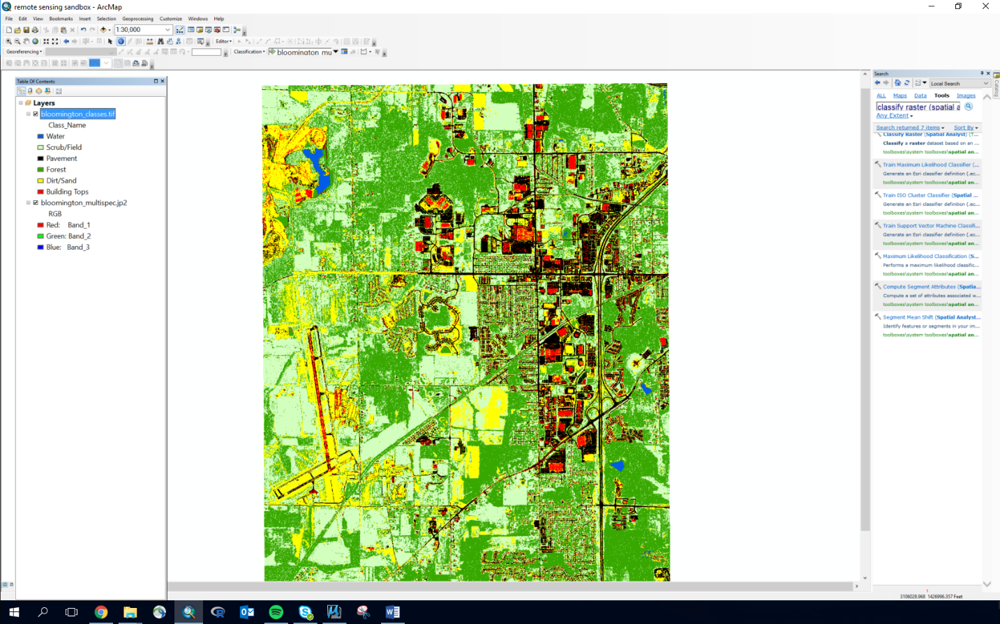 remote sensing sandbox - ArcMap
File Edit View Bookmarks Insert Selection Geoprocessing Customize Windows Help
1:30,000
Editor
Georeferencing
Classification
bloomington_mu
Table Of Contents
Layers
bloomington_classes.tif
Class_Name
Water
Scrub/Field
Pavement
Forest
Dirt/Sand
Building Tops
bloomington_multispec.jp2
RGB
Red: Band_1
Green: Band_2
Blue: Band_3
Search
Local Search
Catalog
ALL Maps Data Tools Images
classify raster (spatial a
Any Extent
Search returned 7 items Sort By
Classify Raster (Spatial Analyst) (T...
Classify a raster dataset based on an ...
toolboxes\system toolboxes\spatial an...
Train Maximum Likelihood Classifier (...
Generate an Esri classifier definition (.ec...
toolboxes\system toolboxes\spatial an...
Train ISO Cluster Classifier (Spatial ...
Generate an Esri classifier definition (.ec...
toolboxes\system toolboxes\spatial an...
Train Support Vector Machine Classifi...
Generate an Esri classifier definition (.ec...
toolboxes\system toolboxes\spatial an...
Maximum Likelihood Classification (S...
Performs a maximum likelihood classific...
toolboxes\system toolboxes\spatial an...
Compute Segment Attributes (Spatia...
Compute a set of attributes associated w...
toolboxes\system toolboxes\spatial an...
Segment Mean Shift (Spatial Analyst...
Identify features or segments in your im...
toolboxes\system toolboxes\spatial an...
3106028.968 1426996.357 Feet